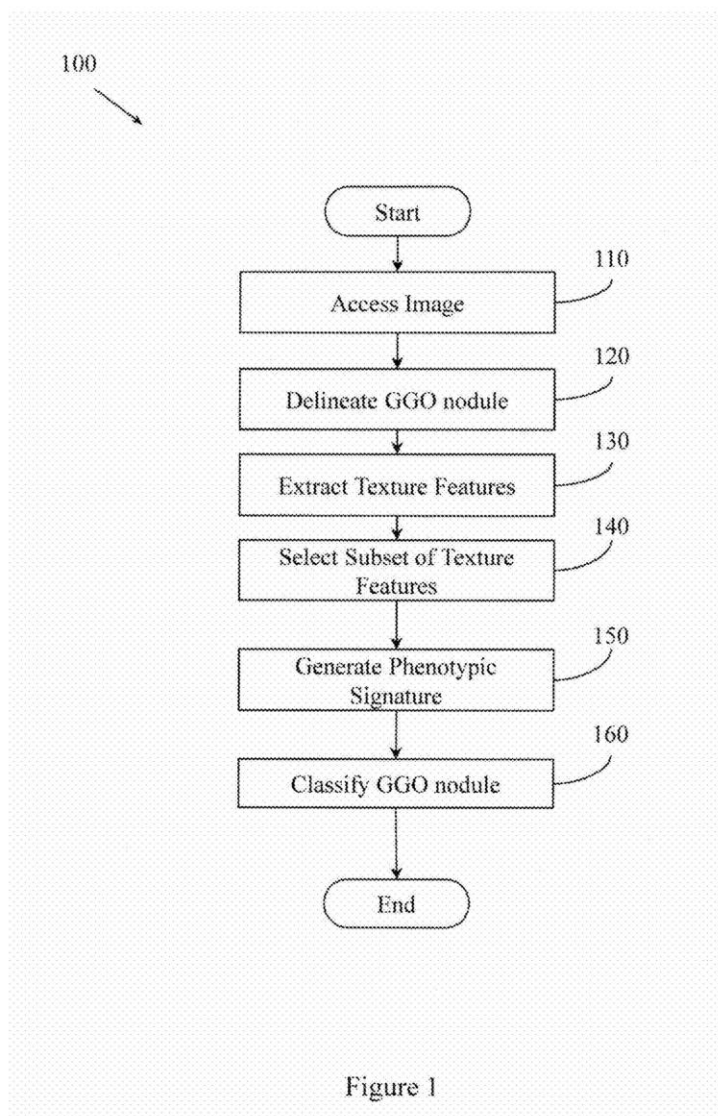 100
Start
110
Access Image
120
Delineate GGO nodule
130
Extract Texture Features
140
Select Subset of Texture
Features
150
Generate Phenotypic
Signature
160
Classify GGO nodule
End
Figure 1